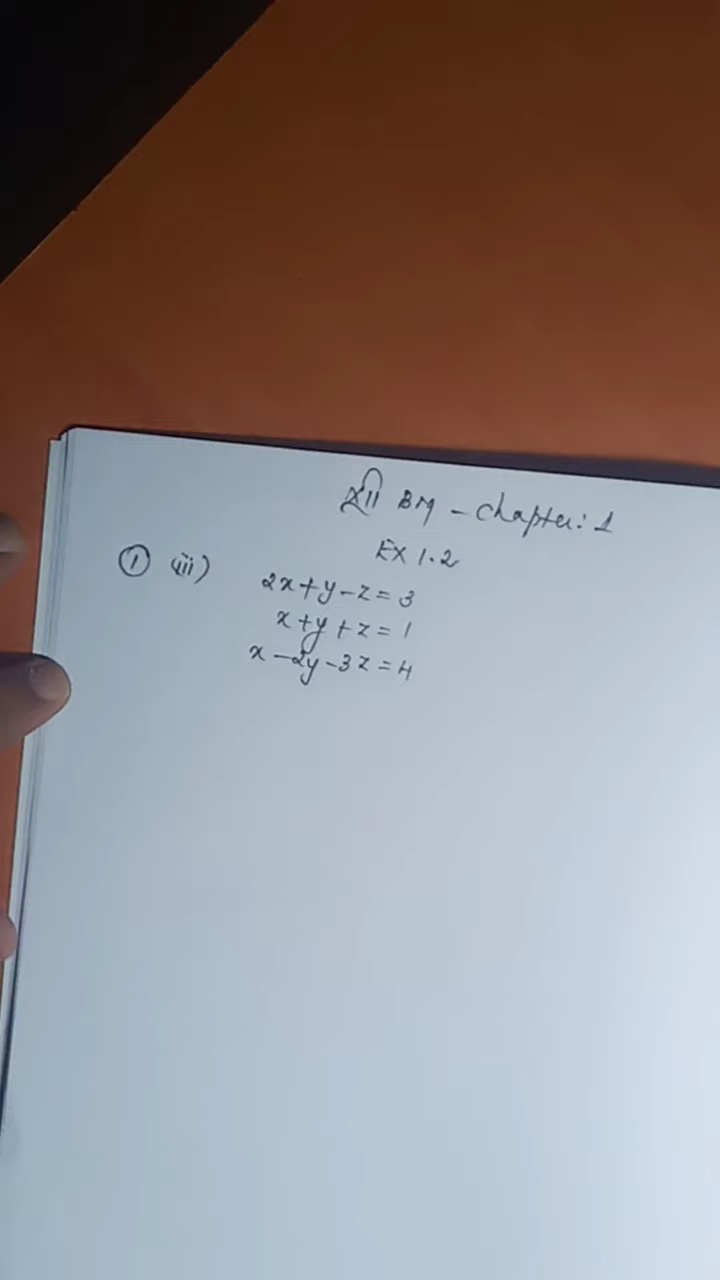 XII BM - chapter: 1
EX 1.2
① (iii) 2x+y-z=3
x+y+z=1
x-2y-3z=4